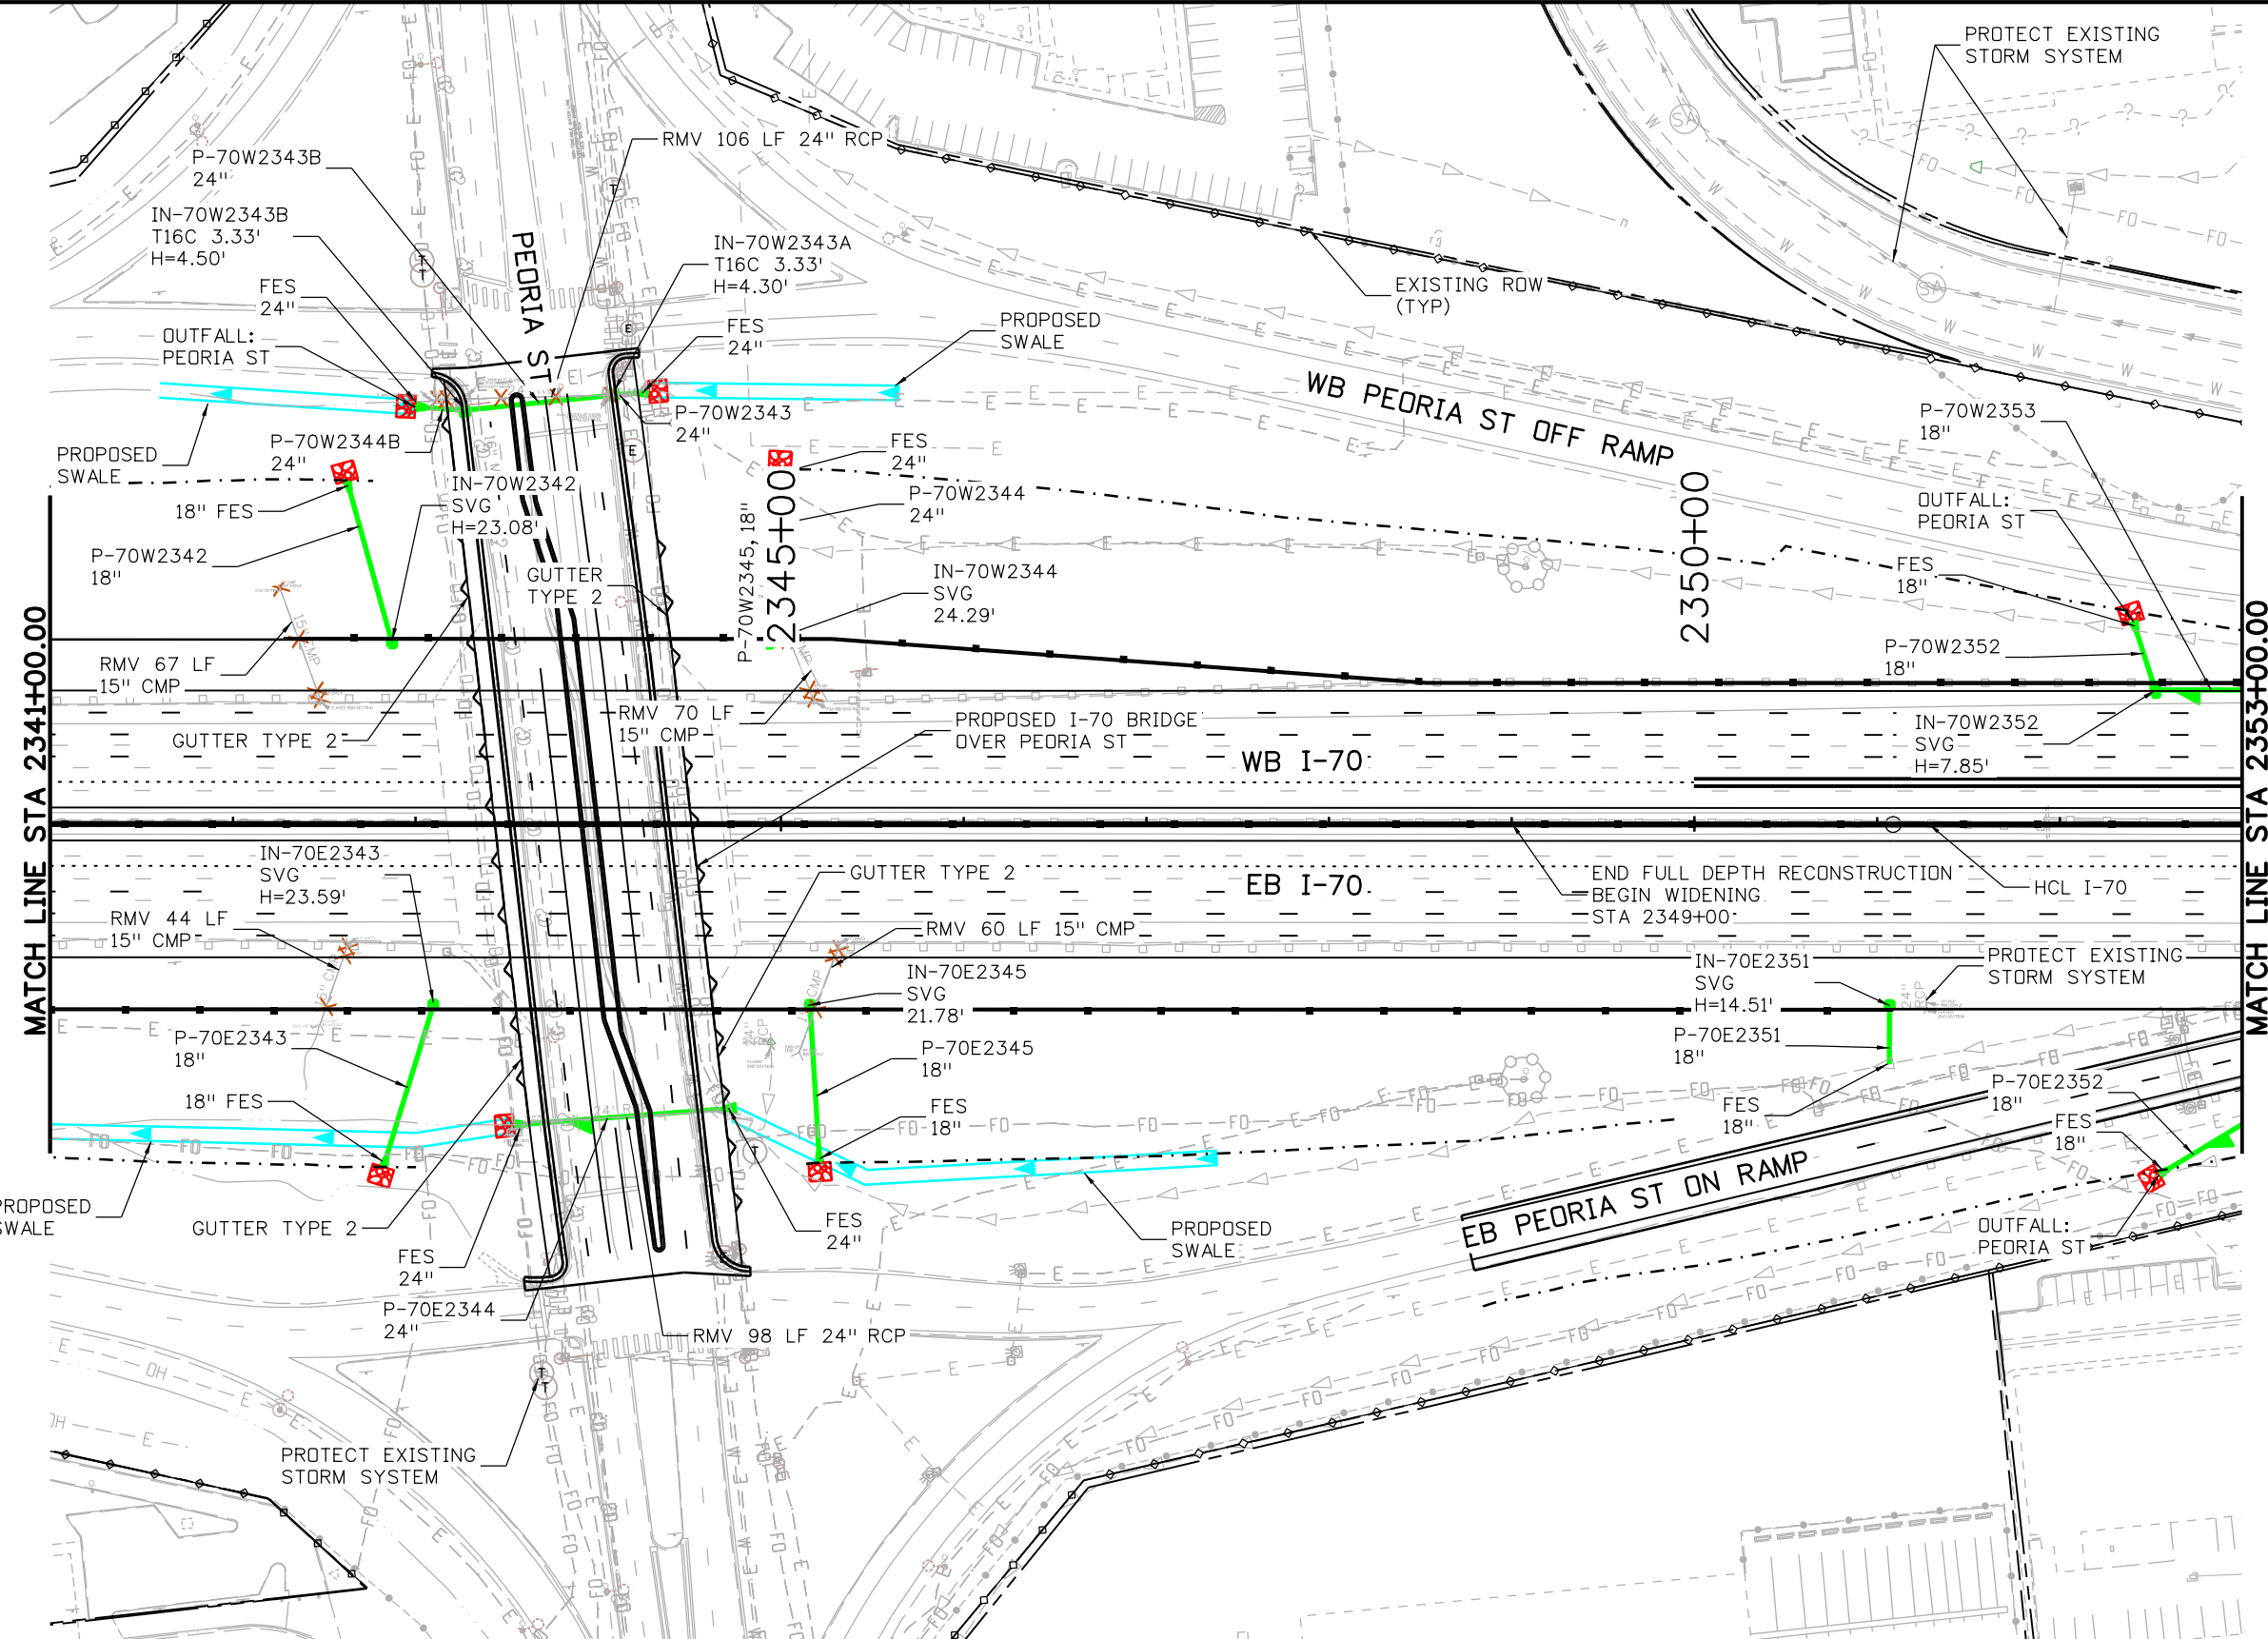 PROTECT EXISTING
STORM SYSTEM
RMV 106 LF 24" RCP
P-70W2343B
24"
IN-70W2343B
T16C 3.33'
H=4.50'
PEORIA ST
IN-70W2343A
T16C 3.33'
H=4.30'
EXISTING ROW
(TYP)
FES
24"
OUTFALL:
PEORIA ST
FES
24"
PROPOSED
SWALE
WB PEORIA ST OFF RAMP
P-70W2343
24"
P-70W2353
18"
PROPOSED
SWALE
P-70W2344B
24"
FES
24"
IN-70W2342
SVG
H=23.08'
18" FES
P-70W2344
24"
OUTFALL:
PEORIA ST
P-70W2342
18"
P-70W2345,18"
2345+00
2350+00
GUTTER
TYPE 2
IN-70W2344
SVG
24.29'
FES
18"
RMV 67 LF
15" CMP
15" CMP
P-70W2352
18"
MATCH LINE STA 2341+00.00
MATCH LINE STA 2353+00.00
GUTTER TYPE 2
RMV 70 LF
15" CMP
PROPOSED I-70 BRIDGE
OVER PEORIA ST
IN-70W2352
SVG
H=7.85'
WB I-70
IN-70E2343
SVG
H=23.59'
GUTTER TYPE 2
EB I-70
END FULL DEPTH RECONSTRUCTION
BEGIN WIDENING
STA 2349+00
HCL I-70
RMV 44 LF
15" CMP
RMV 60 LF 15" CMP
IN-70E2345
SVG
21.78'
IN-70E2351
SVG
H=14.51'
PROTECT EXISTING
STORM SYSTEM
24"
RCP
P-70E2343
18"
P-70E2345
18"
P-70E2351
18"
18" FES
FES
18"
FES
18"
P-70E2352
18"
FES
18"
EB PEORIA ST ON RAMP
PROPOSED
SWALE
GUTTER TYPE 2
FES
24"
PROPOSED
SWALE
OUTFALL:
PEORIA ST
FES
24"
P-70E2344
24"
RMV 98 LF 24" RCP
PROTECT EXISTING
STORM SYSTEM